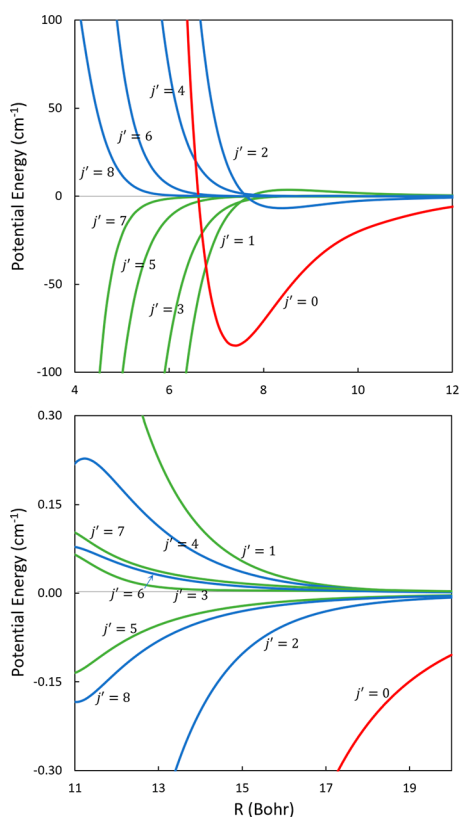 100
50
0
-50
-100
Potential Energy (cm⁻¹)
j′ = 4
j′ = 6
j′ = 2
j′ = 8
j′ = 7
j′ = 1
j′ = 5
j′ = 3
j′ = 0
4 6 8 10 12
0.30
0.15
0.00
-0.15
-0.30
Potential Energy (cm⁻¹)
j′ = 7
j′ = 4
j′ = 1
j′ = 6
j′ = 3
j′ = 5
j′ = 2
j′ = 8
j′ = 0
11 13 15 17 19
R (Bohr)